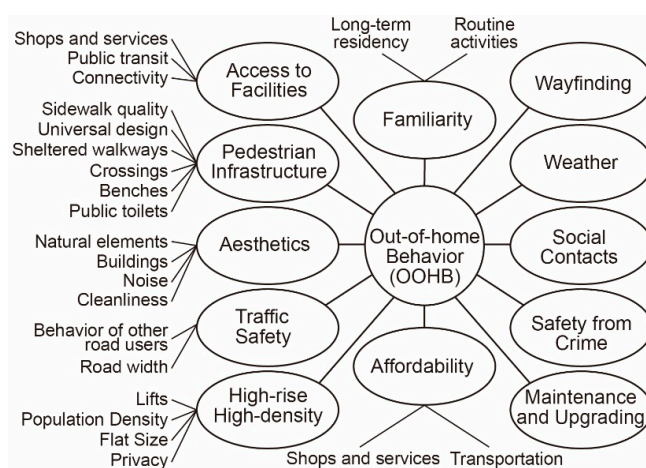 Long-term
residency
Routine
activities
Shops and services
Public transit
Connectivity
Access to
Facilities
Familiarity
Wayfinding
Sidewalk quality
Universal design
Sheltered walkways
Crossings
Benches
Public toilets
Pedestrian
Infrastructure
Weather
Natural elements
Buildings
Noise
Cleanliness
Aesthetics
Out-of-home
Behavior
(OOHB)
Social
Contacts
Behavior of other
road users
Road width
Traffic
Safety
Safety from
Crime
Affordability
Lifts
Population Density
Flat Size
Privacy
High-rise
High-density
Maintenance
and Upgrading
Shops and services
Transportation